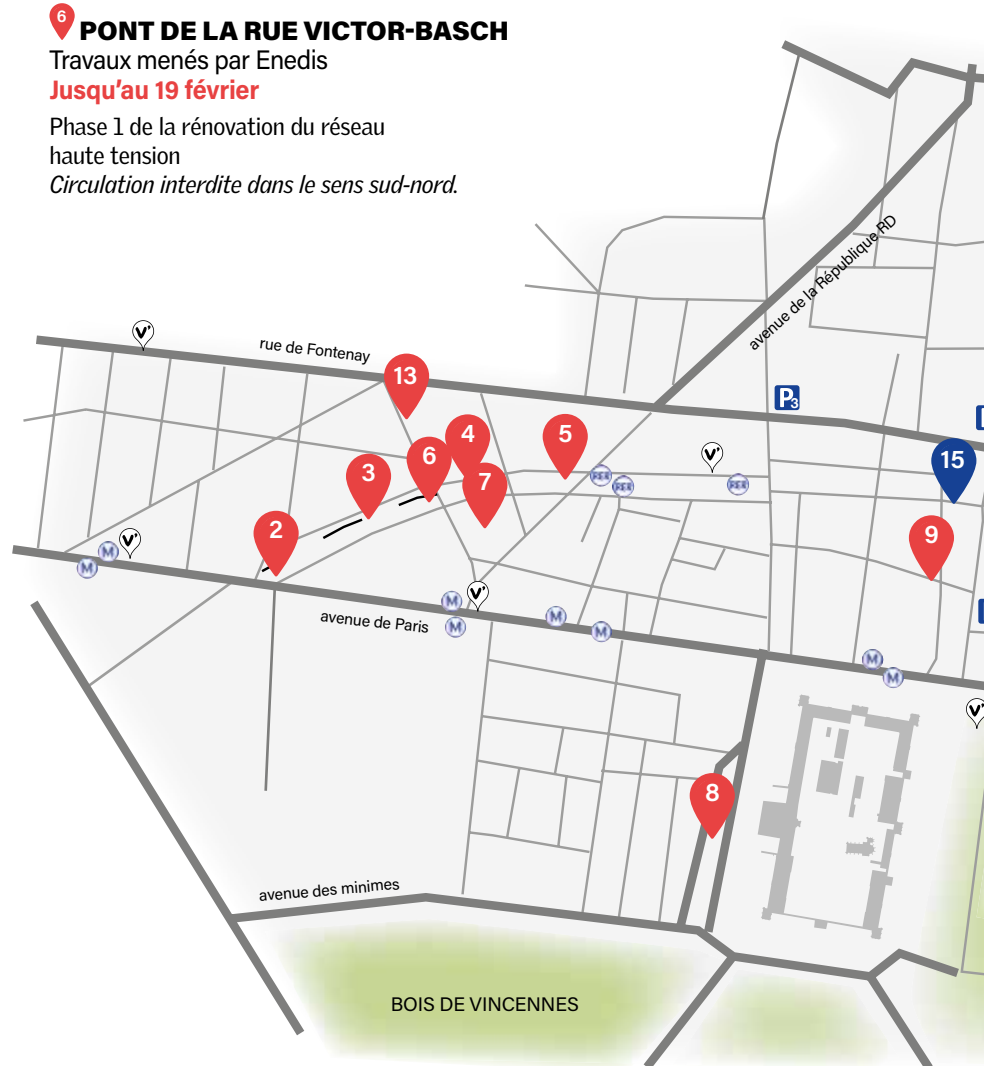 6 PONT DE LA RUE VICTOR-BASCH
Travaux menés par Enedis
Jusqu'au 19 février
Phase 1 de la rénovation du réseau
haute tension
Circulation interdite dans le sens sud-nord.
avenue de la République RD
V'
rue de Fontenay
13
P3
4
5
6
V'
15
3
7
RER
RER
RER
2
9
V'
M
M
V'
M
M
M
M
avenue de Paris
M
M
V'
8
avenue des minimes
BOIS DE VINCENNES